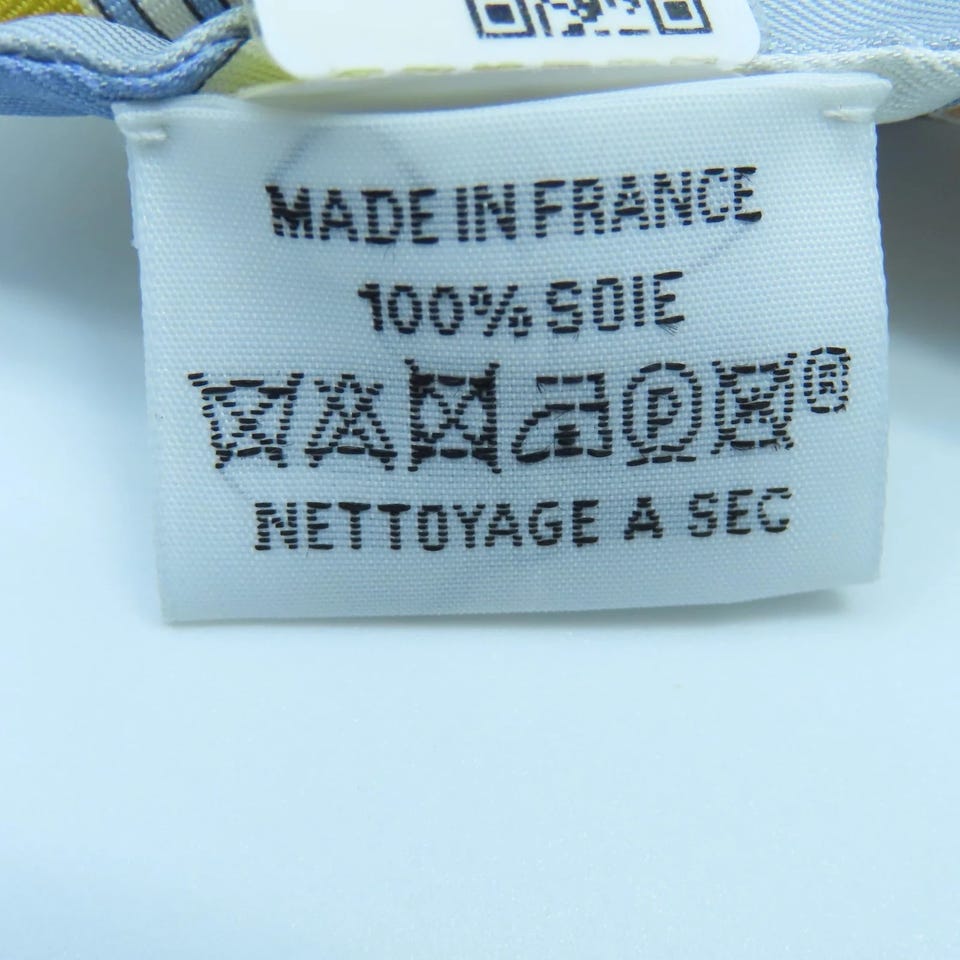 MADE IN FRANCE
100% SOIE
P ®
NETTOYAGE A SEC